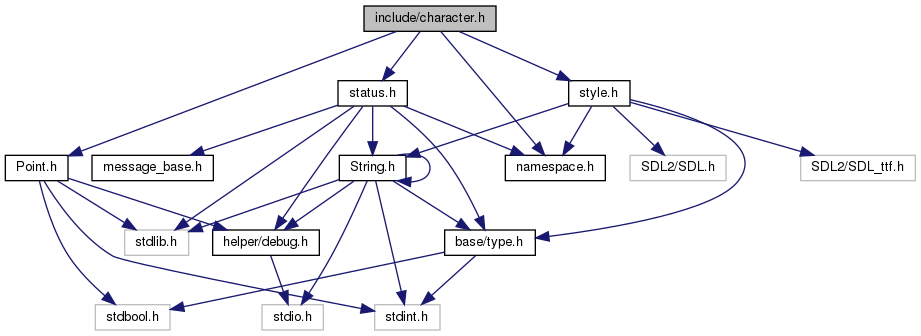 include/character.h
status.h
style.h
Point.h
message_base.h
String.h
namespace.h
SDL2/SDL.h
SDL2/SDL_ttf.h
stdlib.h
helper/debug.h
base/type.h
stdbool.h
stdio.h
stdint.h